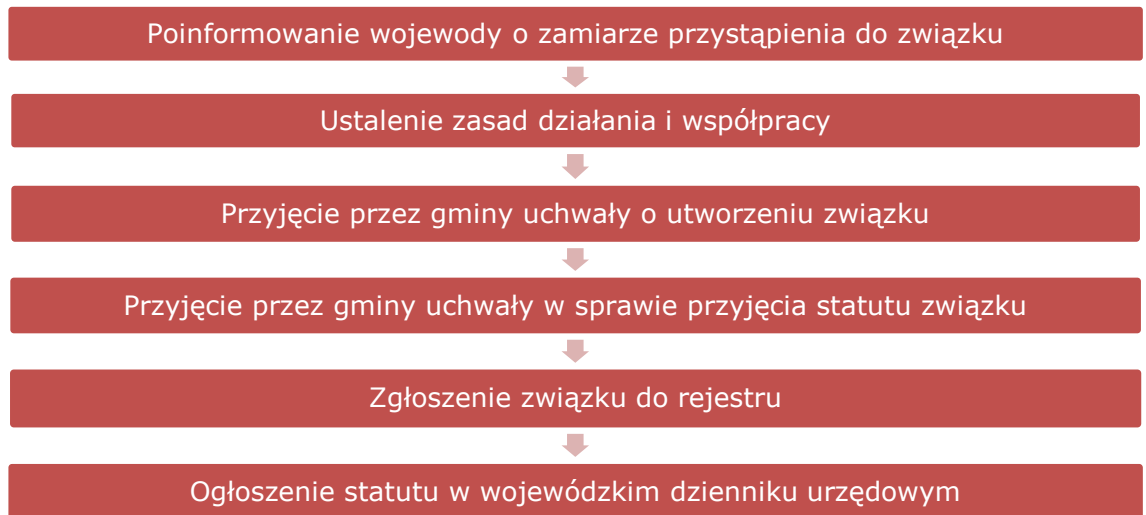 Poinformowanie wojewody o zamiarze przystąpienia do związku
Ustalenie zasad działania i współpracy
Przyjęcie przez gminy uchwały o utworzeniu związku
Przyjęcie przez gminy uchwały w sprawie przyjęcia statutu związku
Zgłoszenie związku do rejestru
Ogłoszenie statutu w wojewódzkim dzienniku urzędowym